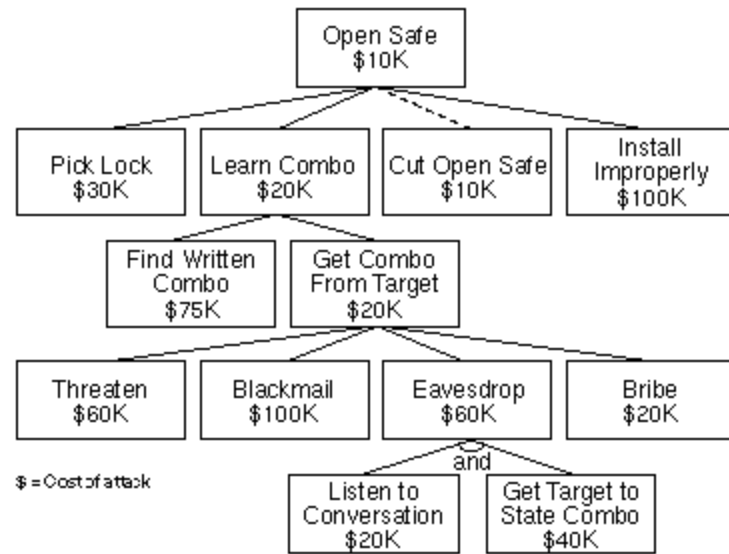 Open Safe
$10K
Pick Lock
$30K
Learn Combo
$20K
Cut Open Safe
$10K
Install
Improperly
$100K
Find Written
Combo
$75K
Get Combo
From Target
$20K
Threaten
$60K
Blackmail
$100K
Eavesdrop
$60K
Bribe
$20K
and
$ = Cost of attack
Listen to
Conversation
$20K
Get Target to
State Combo
$40K